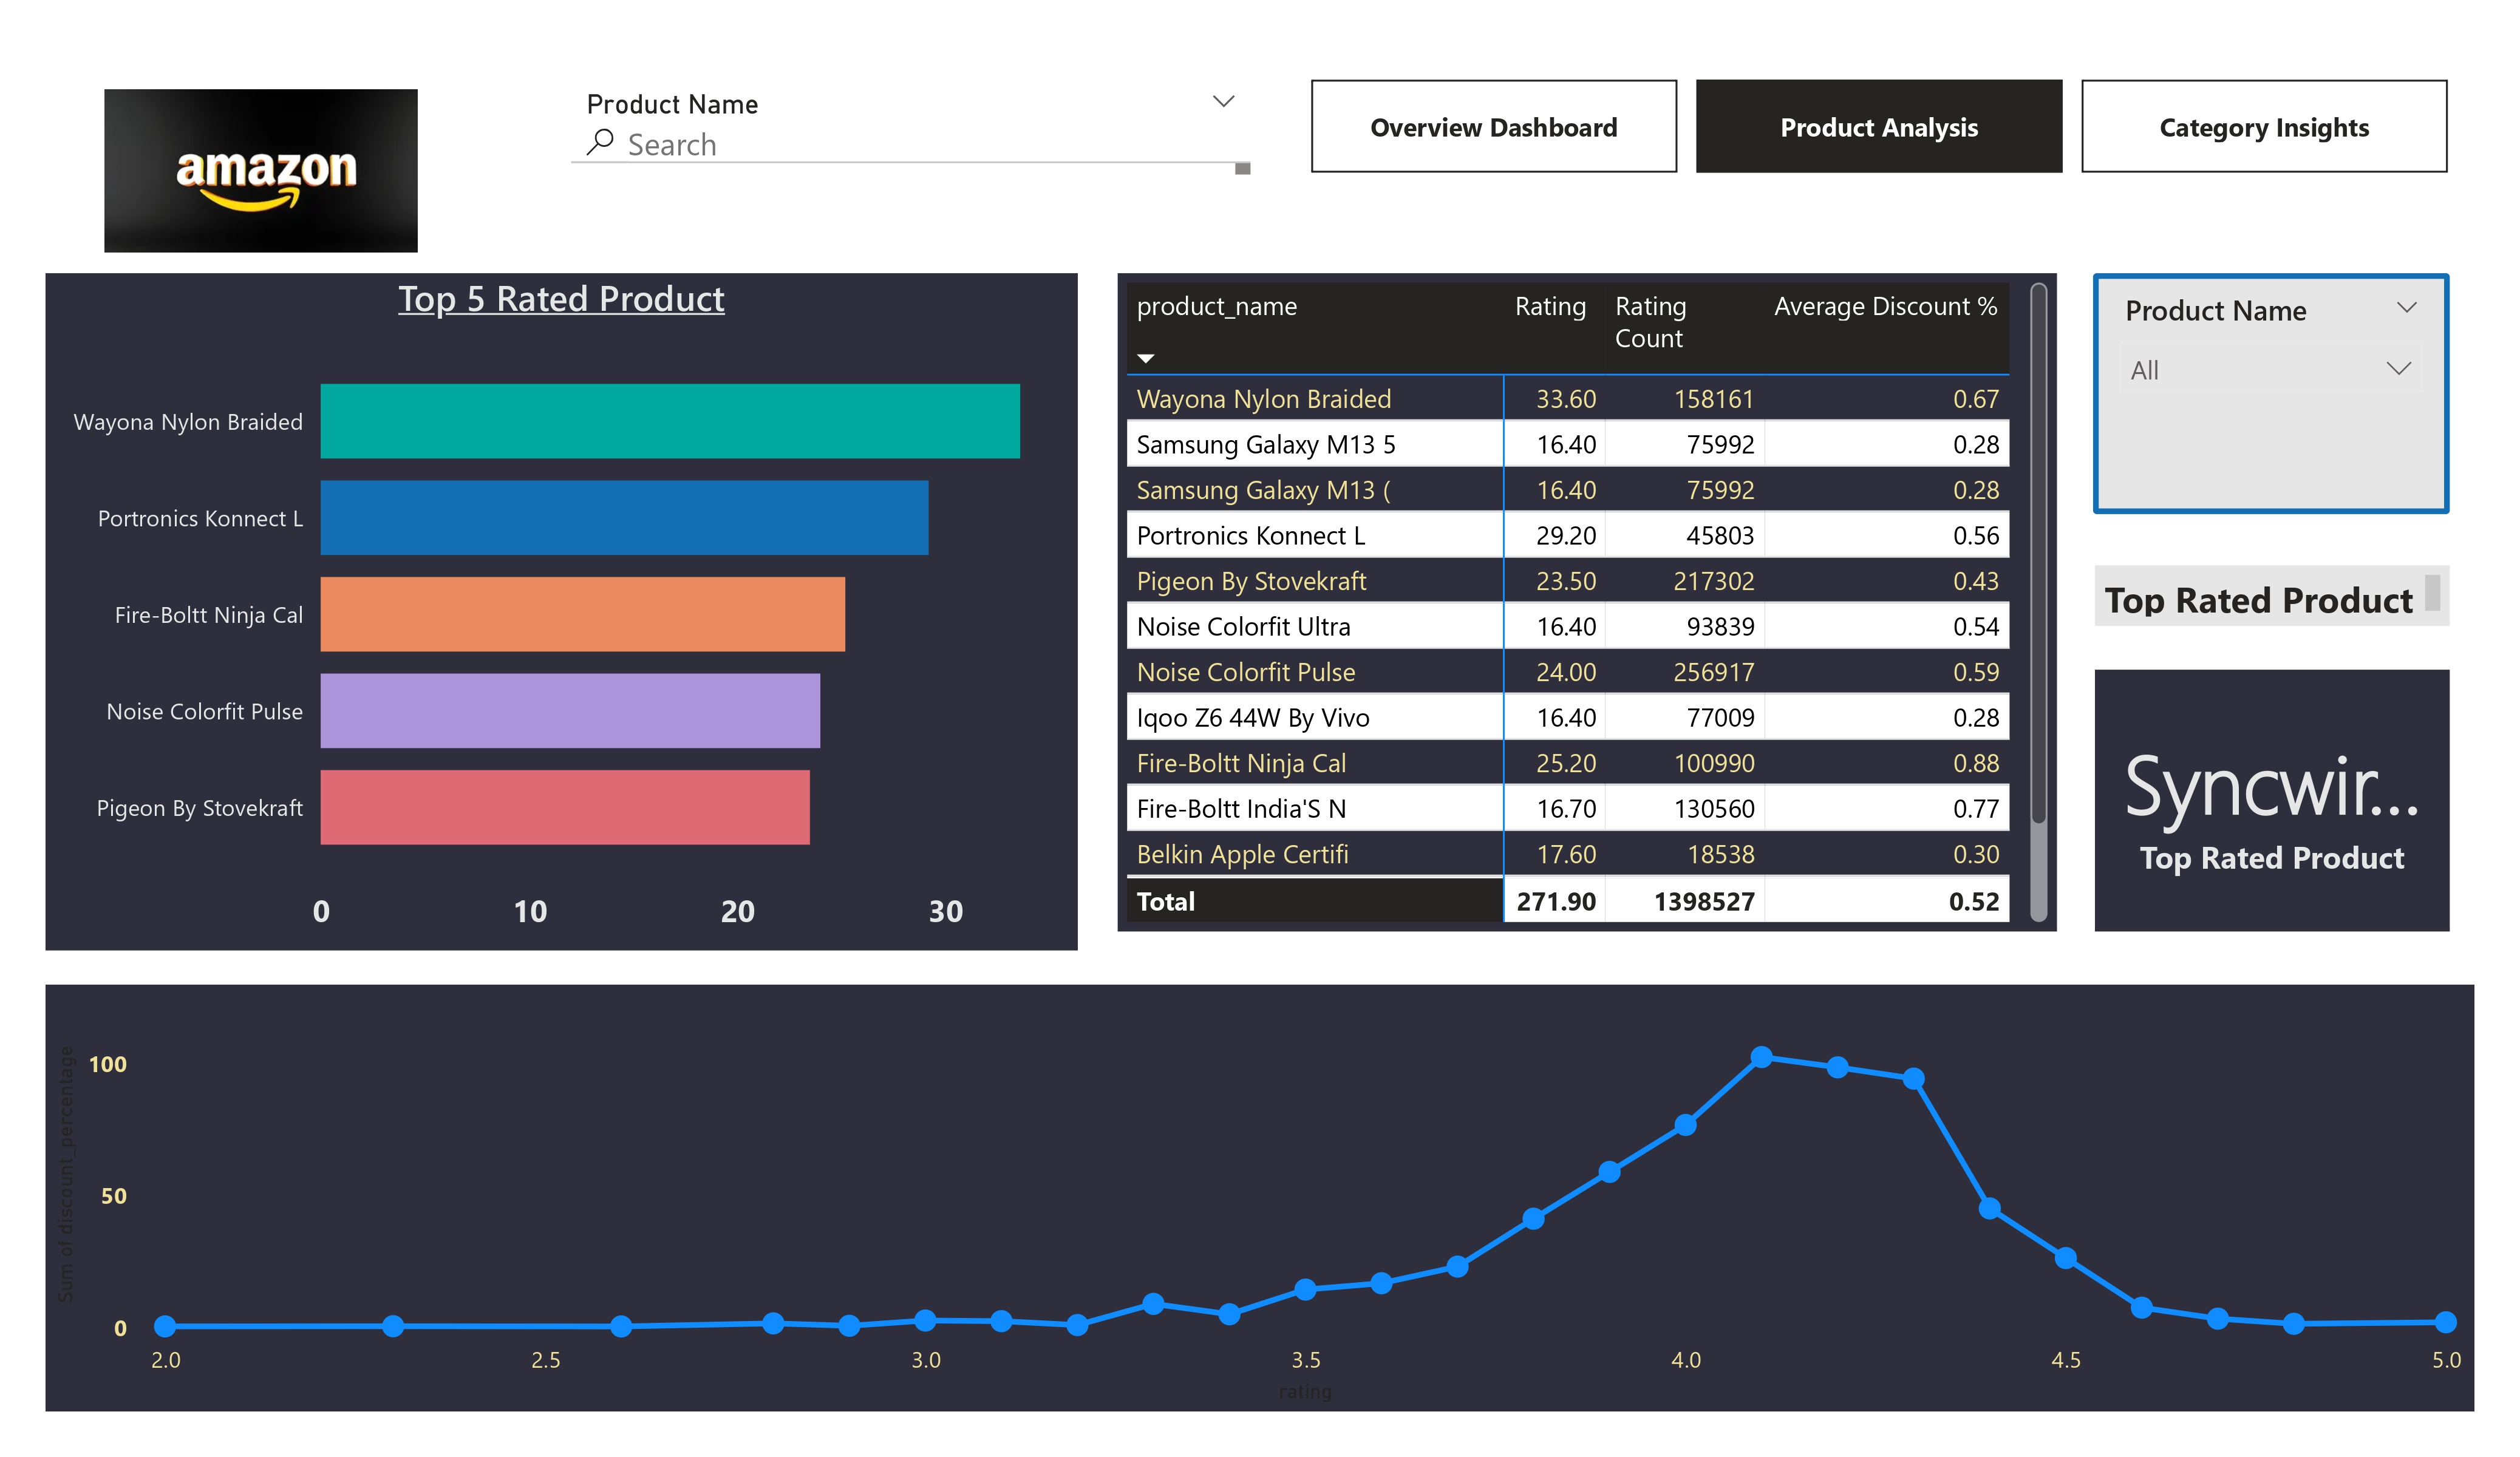 amazon
Product Name
Search
Overview Dashboard
Product Analysis
Category Insights
Top 5 Rated Product
Wayona Nylon Braided
Portronics Konnect L
Fire-Boltt Ninja Cal
Noise Colorfit Pulse
Pigeon By Stovekraft
0 10 20 30
product_name Rating Rating Count Average Discount %
Wayona Nylon Braided 33.60 158161 0.67
Samsung Galaxy M13 5 16.40 75992 0.28
Samsung Galaxy M13 ( 16.40 75992 0.28
Portronics Konnect L 29.20 45803 0.56
Pigeon By Stovekraft 23.50 217302 0.43
Noise Colorfit Ultra 16.40 93839 0.54
Noise Colorfit Pulse 24.00 256917 0.59
Iqoo Z6 44W By Vivo 16.40 77009 0.28
Fire-Boltt Ninja Cal 25.20 100990 0.88
Fire-Boltt India'S N 16.70 130560 0.77
Belkin Apple Certifi 17.60 18538 0.30
Total 271.90 1398527 0.52
Product Name
All
Top Rated Product
Syncwir...
Top Rated Product
Sum of discount_percentage
100
50
0
2.0 2.5 3.0 3.5 4.0 4.5 5.0
rating